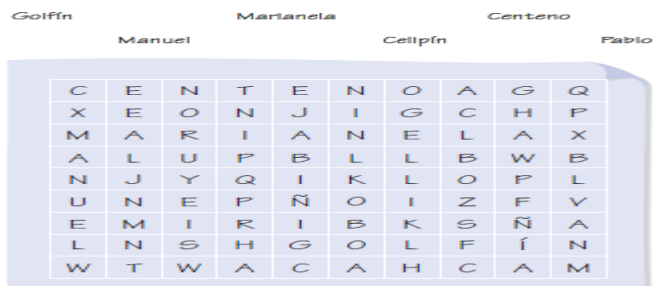 Golfín Marianela Centeno
Manuel Celipín Pablo
C E N T E N O A G Q
X E O N J I G C H P
M A R I A N E L A X
A L U P B L L B W B
N J Y Q I K L O P L
U N E P Ñ O I Z F V
E M I R I B K S Ñ A
L N S H G O L F Í N
W T W A C A H C A M